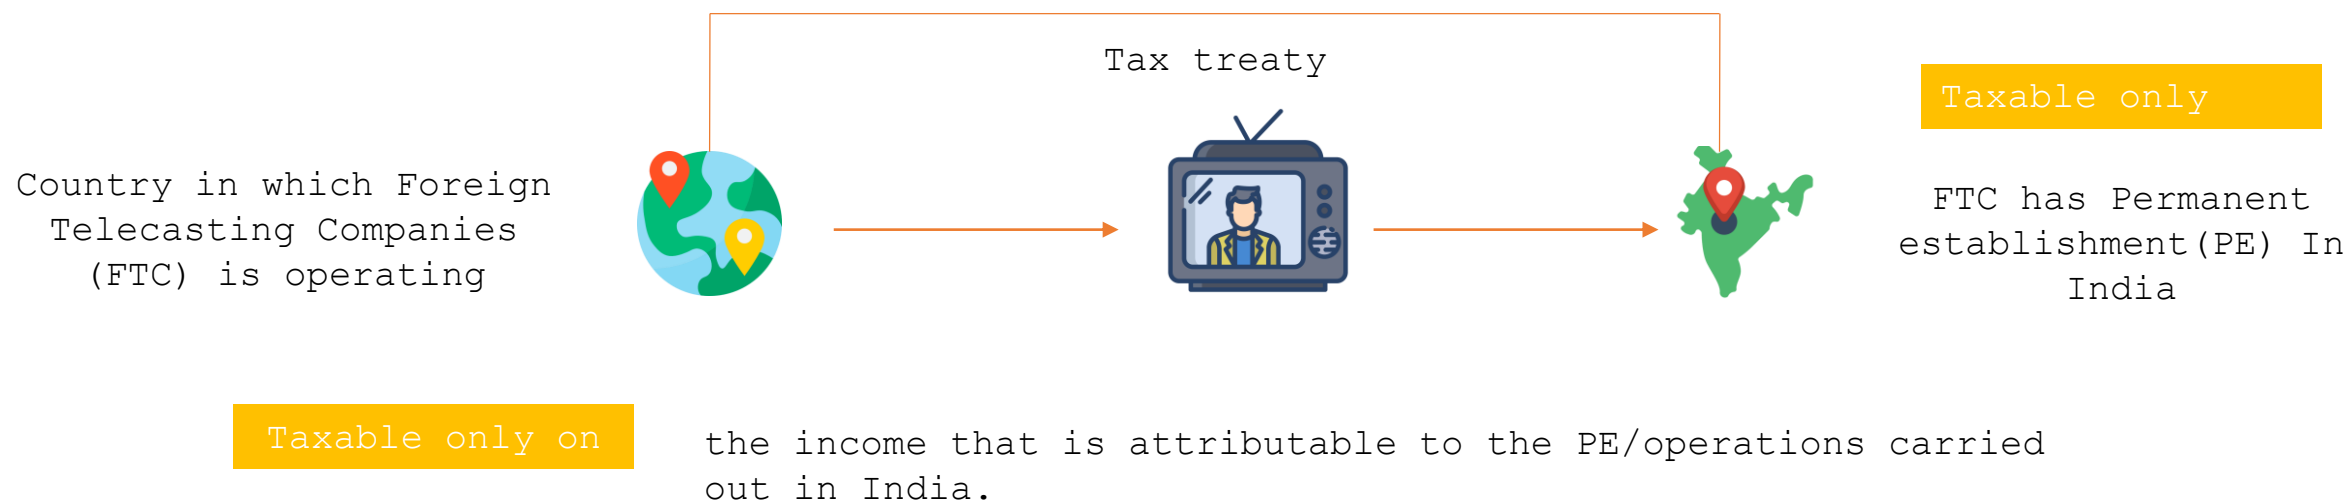 Tax treaty
Taxable only
Country in which Foreign
Telecasting Companies
(FTC) is operating
FTC has Permanent
establishment(PE) In
India
Taxable only on
the income that is attributable to the PE/operations carried
out in India.